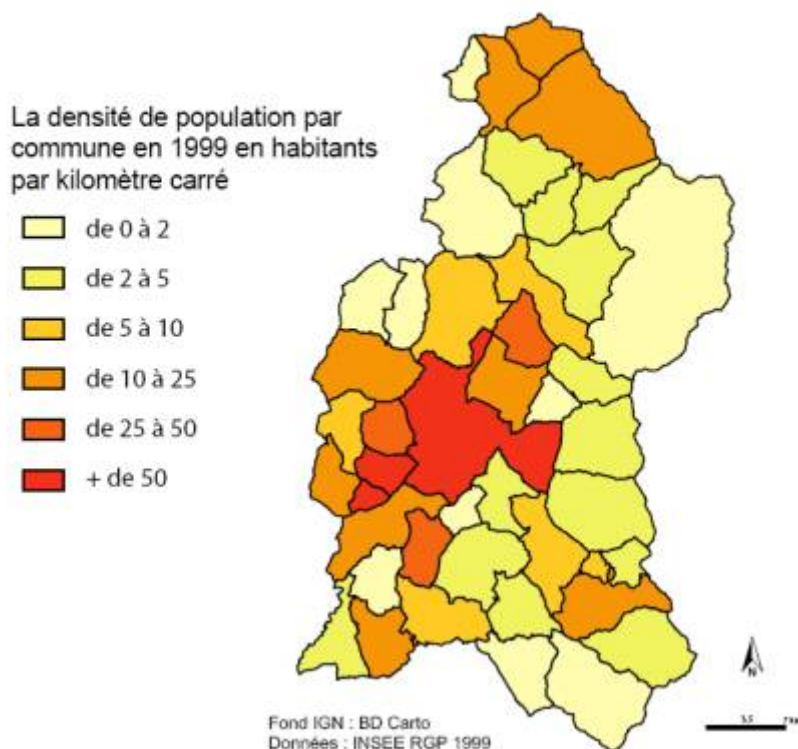 La densité de population par
commune en 1999 en habitants
par kilomètre carré
de 0 à 2
de 2 à 5
de 5 à 10
de 10 à 25
de 25 à 50
+ de 50
N
Fond IGN : BD Carto
Données : INSEE RGP 1999